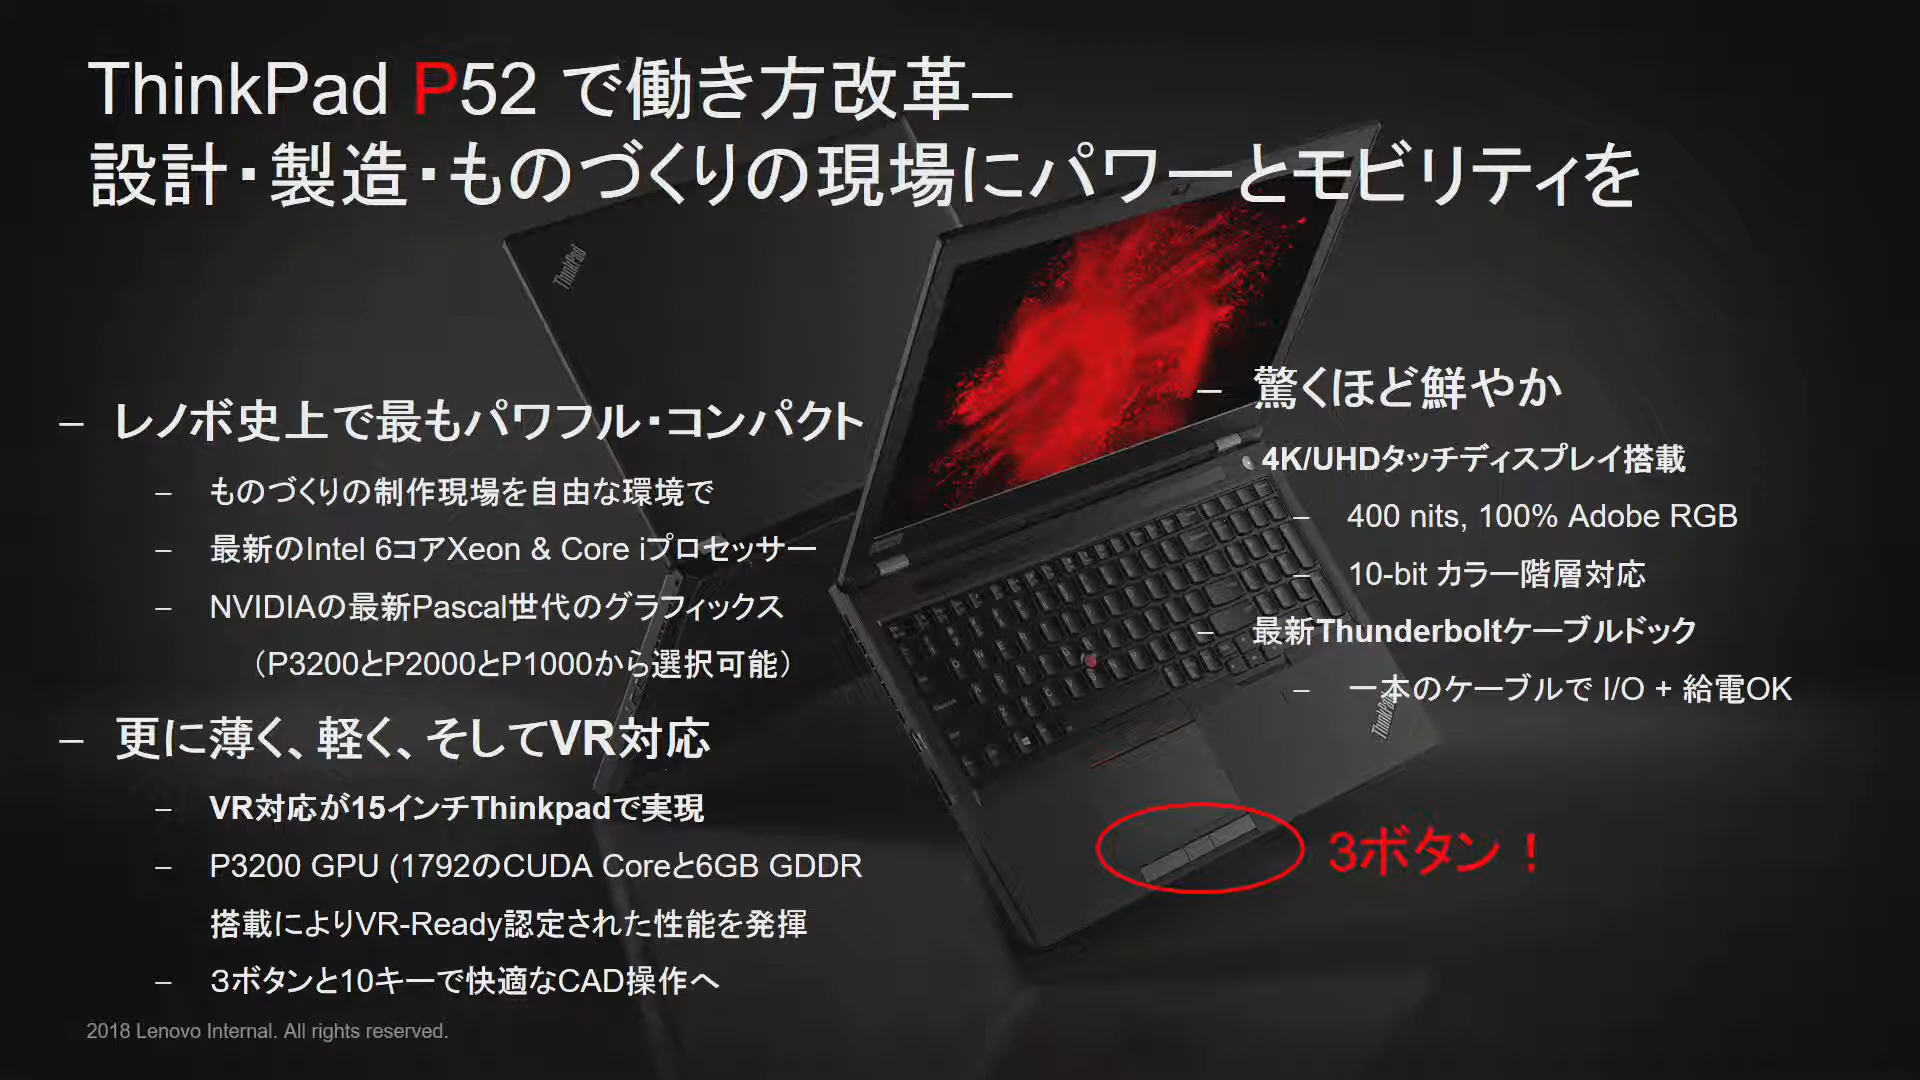 ThinkPad P52 で働き方改革–
設計・製造・ものづくりの現場にパワーとモビリティを
– レノボ史上で最もパワフル・コンパクト
– ものづくりの制作現場を自由な環境で
– 最新のIntel 6コアXeon & Core iプロセッサー
– NVIDIAの最新Pascal世代のグラフィックス
（P3200とP2000とP1000から選択可能）
– 更に薄く、軽く、そしてVR対応
– VR対応が15インチThinkpadで実現
– P3200 GPU (1792のCUDA Coreと6GB GDDR
搭載によりVR-Ready認定された性能を発揮
– ３ボタンと10キーで快適なCAD操作へ
– 驚くほど鮮やか
4K/UHDタッチディスプレイ搭載
– 400 nits, 100% Adobe RGB
– 10-bit カラー階層対応
– 最新Thunderboltケーブルドック
– 一本のケーブルで I/O + 給電OK
3ボタン！
ThinkPad
ThinkPad
2018 Lenovo Internal. All rights reserved.